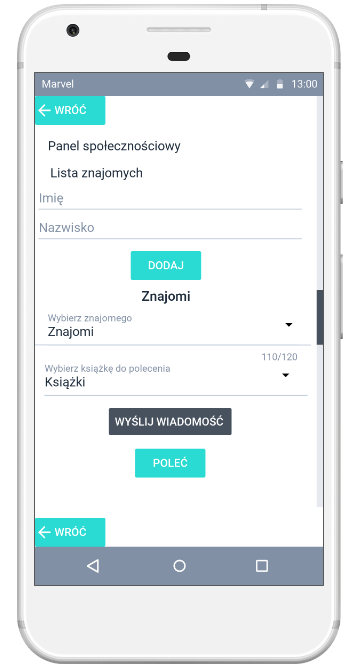 Marvel 13:00
WRÓĆ
Panel społecznościowy
Lista znajomych
Imię
Nazwisko
DODAJ
Znajomi
Wybierz znajomego
Znajomi
110/120
Wybierz książkę do polecenia
Książki
WYŚLIJ WIADOMOŚĆ
POLEĆ
WRÓĆ